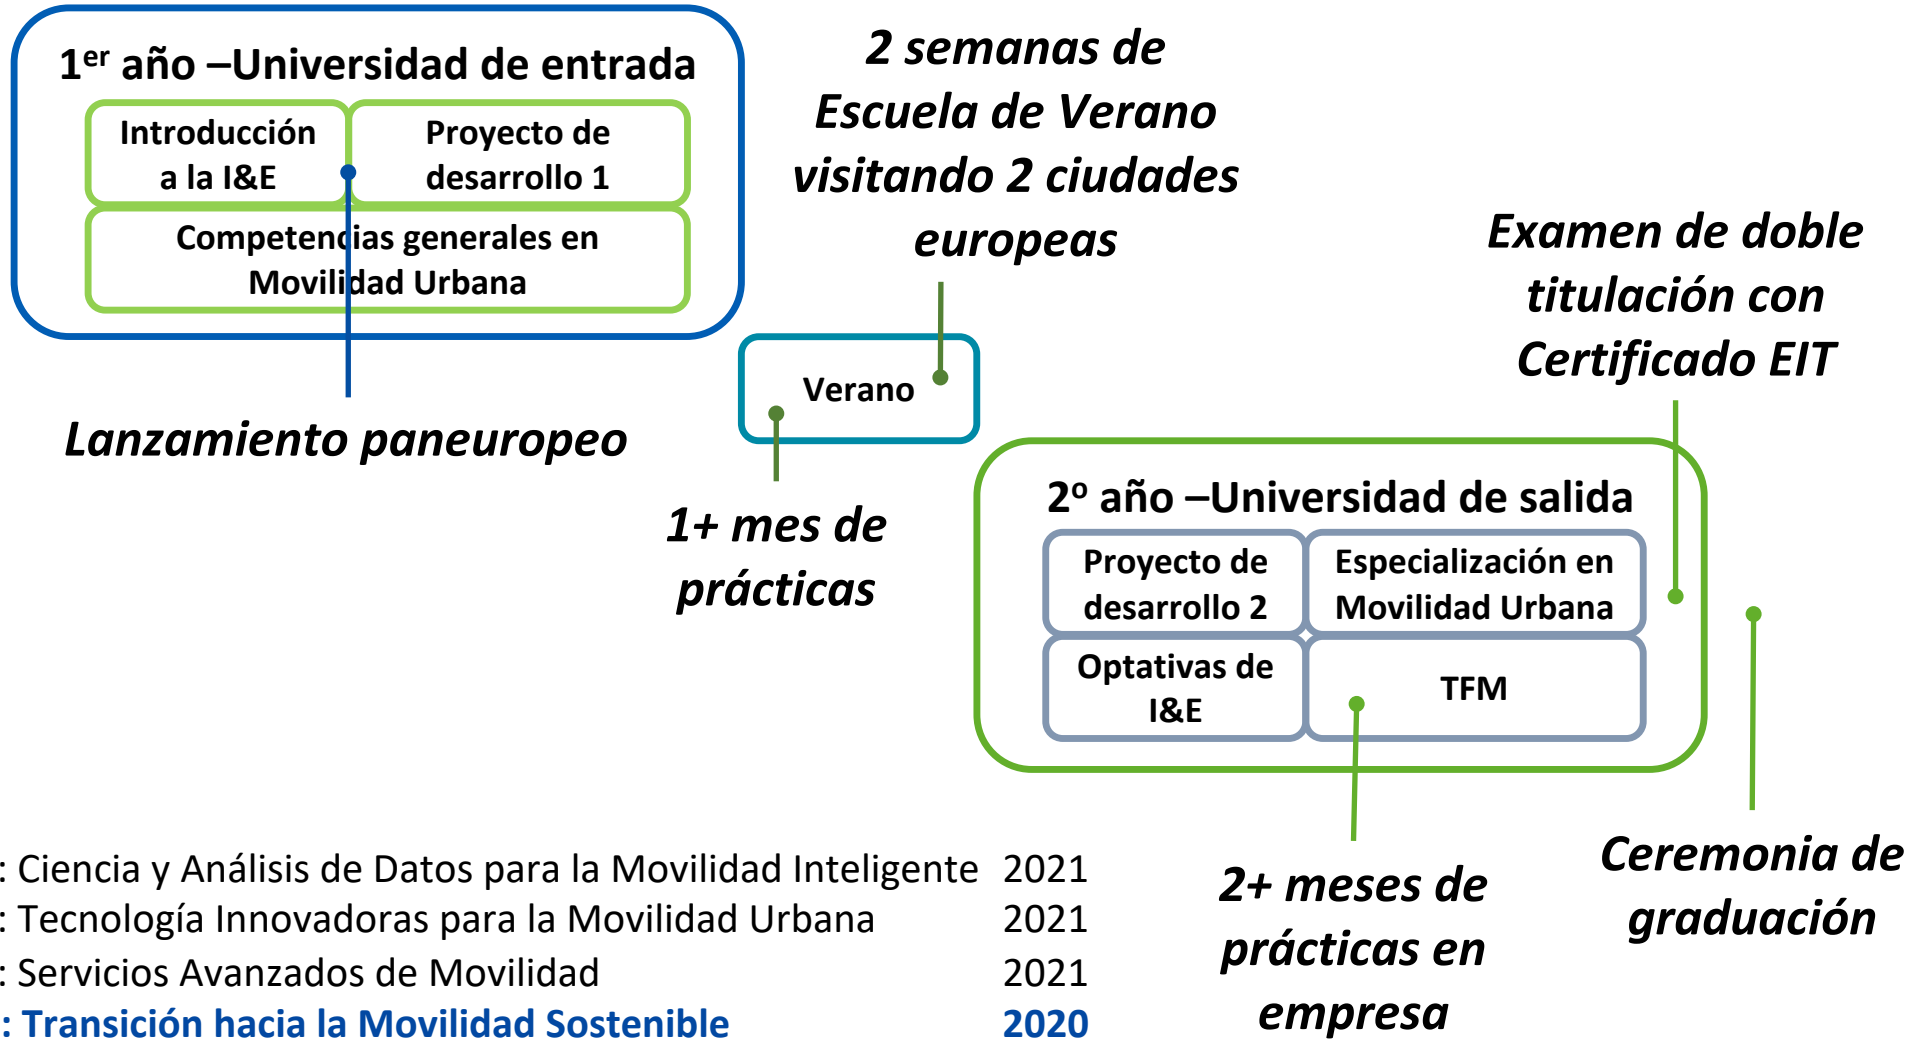 1er año –Universidad de entrada
Introducción
a la I&E
Proyecto de
desarrollo 1
Competencias generales en
Movilidad Urbana
Lanzamiento paneuropeo
2 semanas de
Escuela de Verano
visitando 2 ciudades
europeas
Verano
1+ mes de
prácticas
Examen de doble
titulación con
Certificado EIT
2o año –Universidad de salida
Proyecto de
desarrollo 2
Especialización en
Movilidad Urbana
Optativas de
I&E
TFM
2+ meses de
prácticas en
empresa
Ceremonia de
graduación
: Ciencia y Análisis de Datos para la Movilidad Inteligente 2021
: Tecnología Innovadoras para la Movilidad Urbana 2021
: Servicios Avanzados de Movilidad 2021
: Transición hacia la Movilidad Sostenible 2020